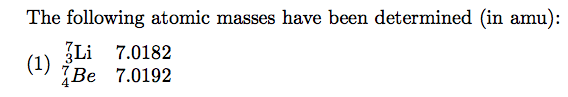 The following atomic masses have been determined (in amu):
(1) ⁷₃Li 7.0182
⁷₄Be 7.0192